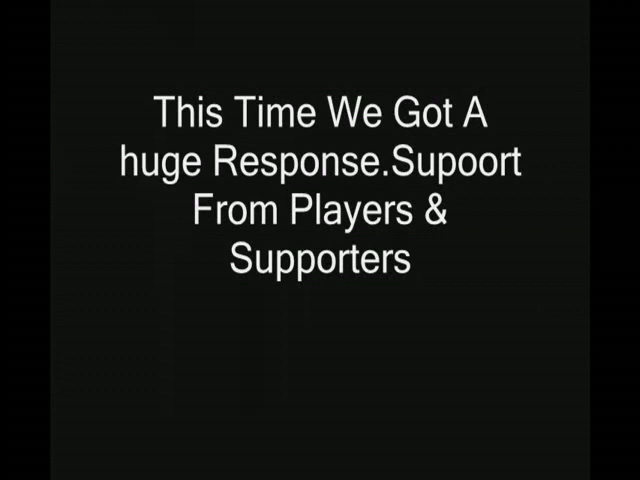 This Time We Got A
huge Response.Supoort
From Players &
Supporters